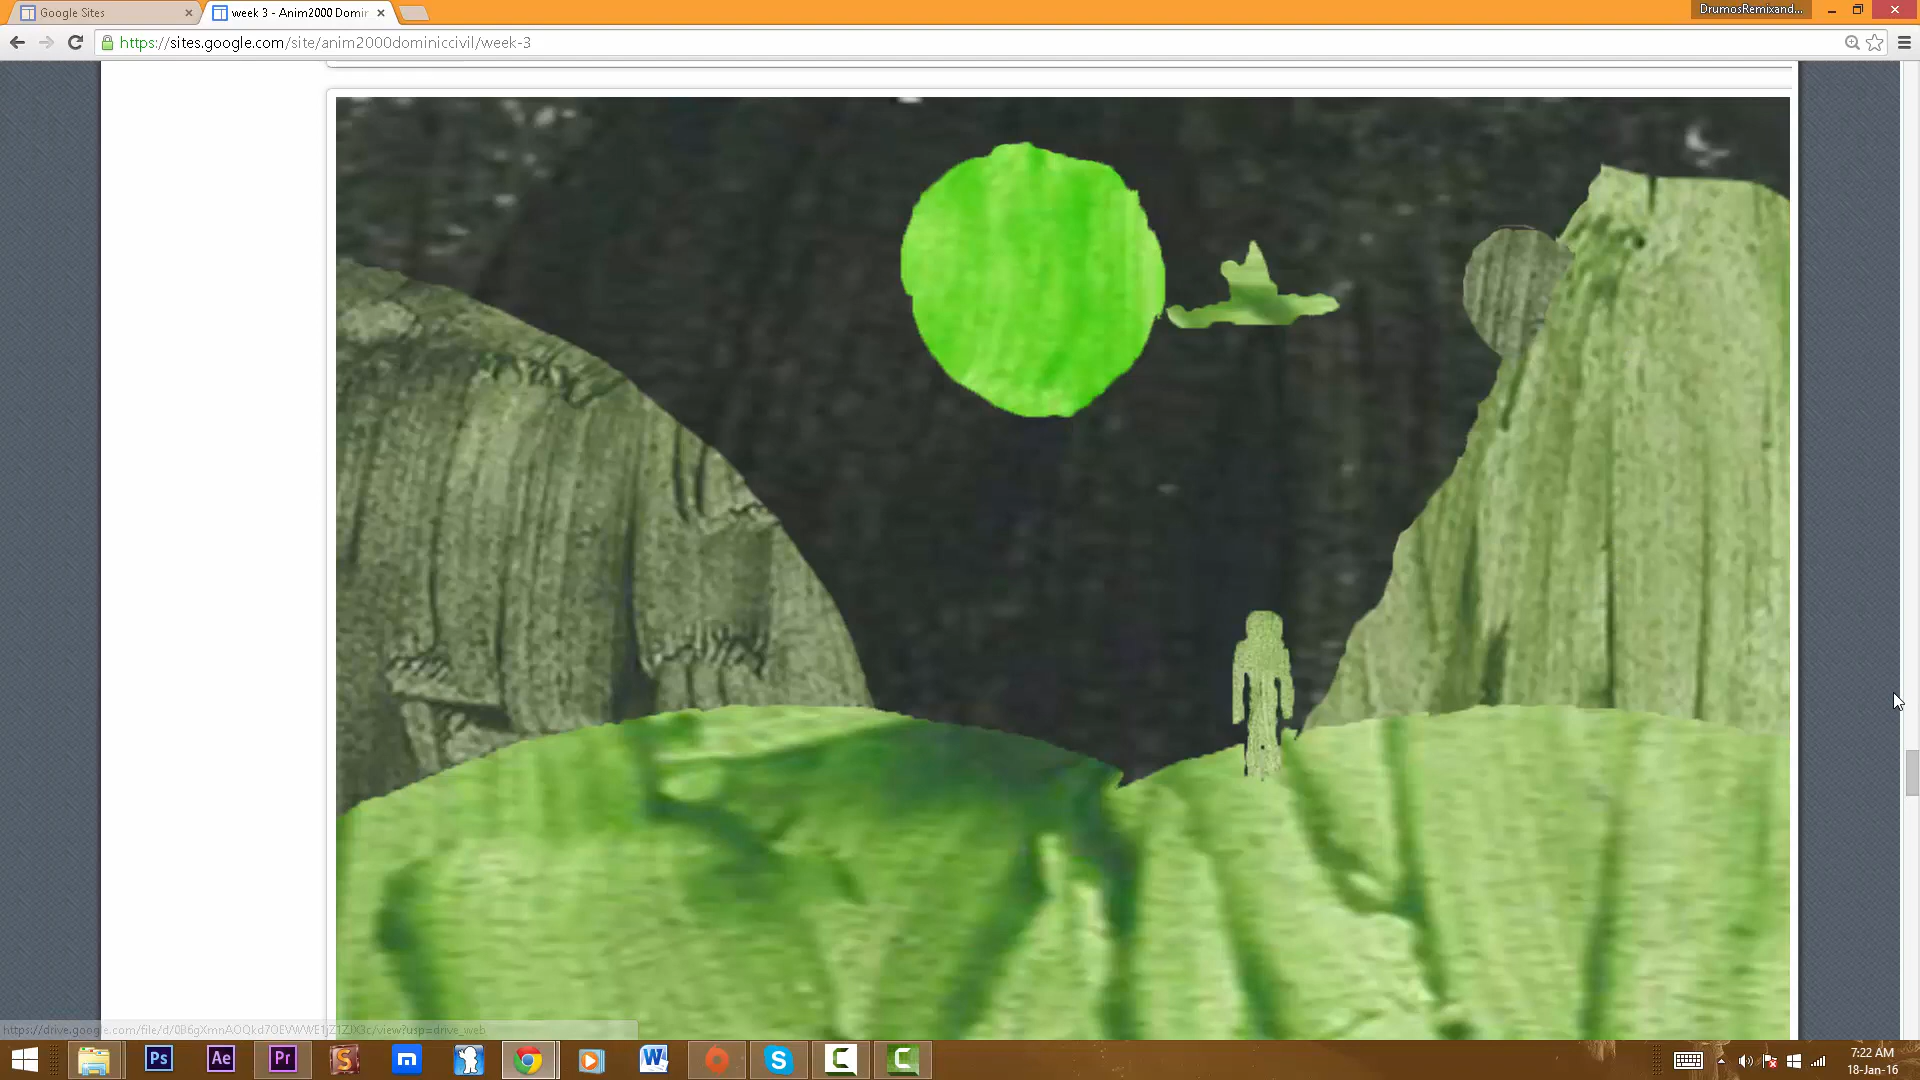 Google Sites
week 3 - Anim2000 Domin
DrumosRemixand...
https://sites.google.com/site/anim2000dominiccivil/week-3
Ps
Ae
Pr
7:22 AM
18-Jan-16